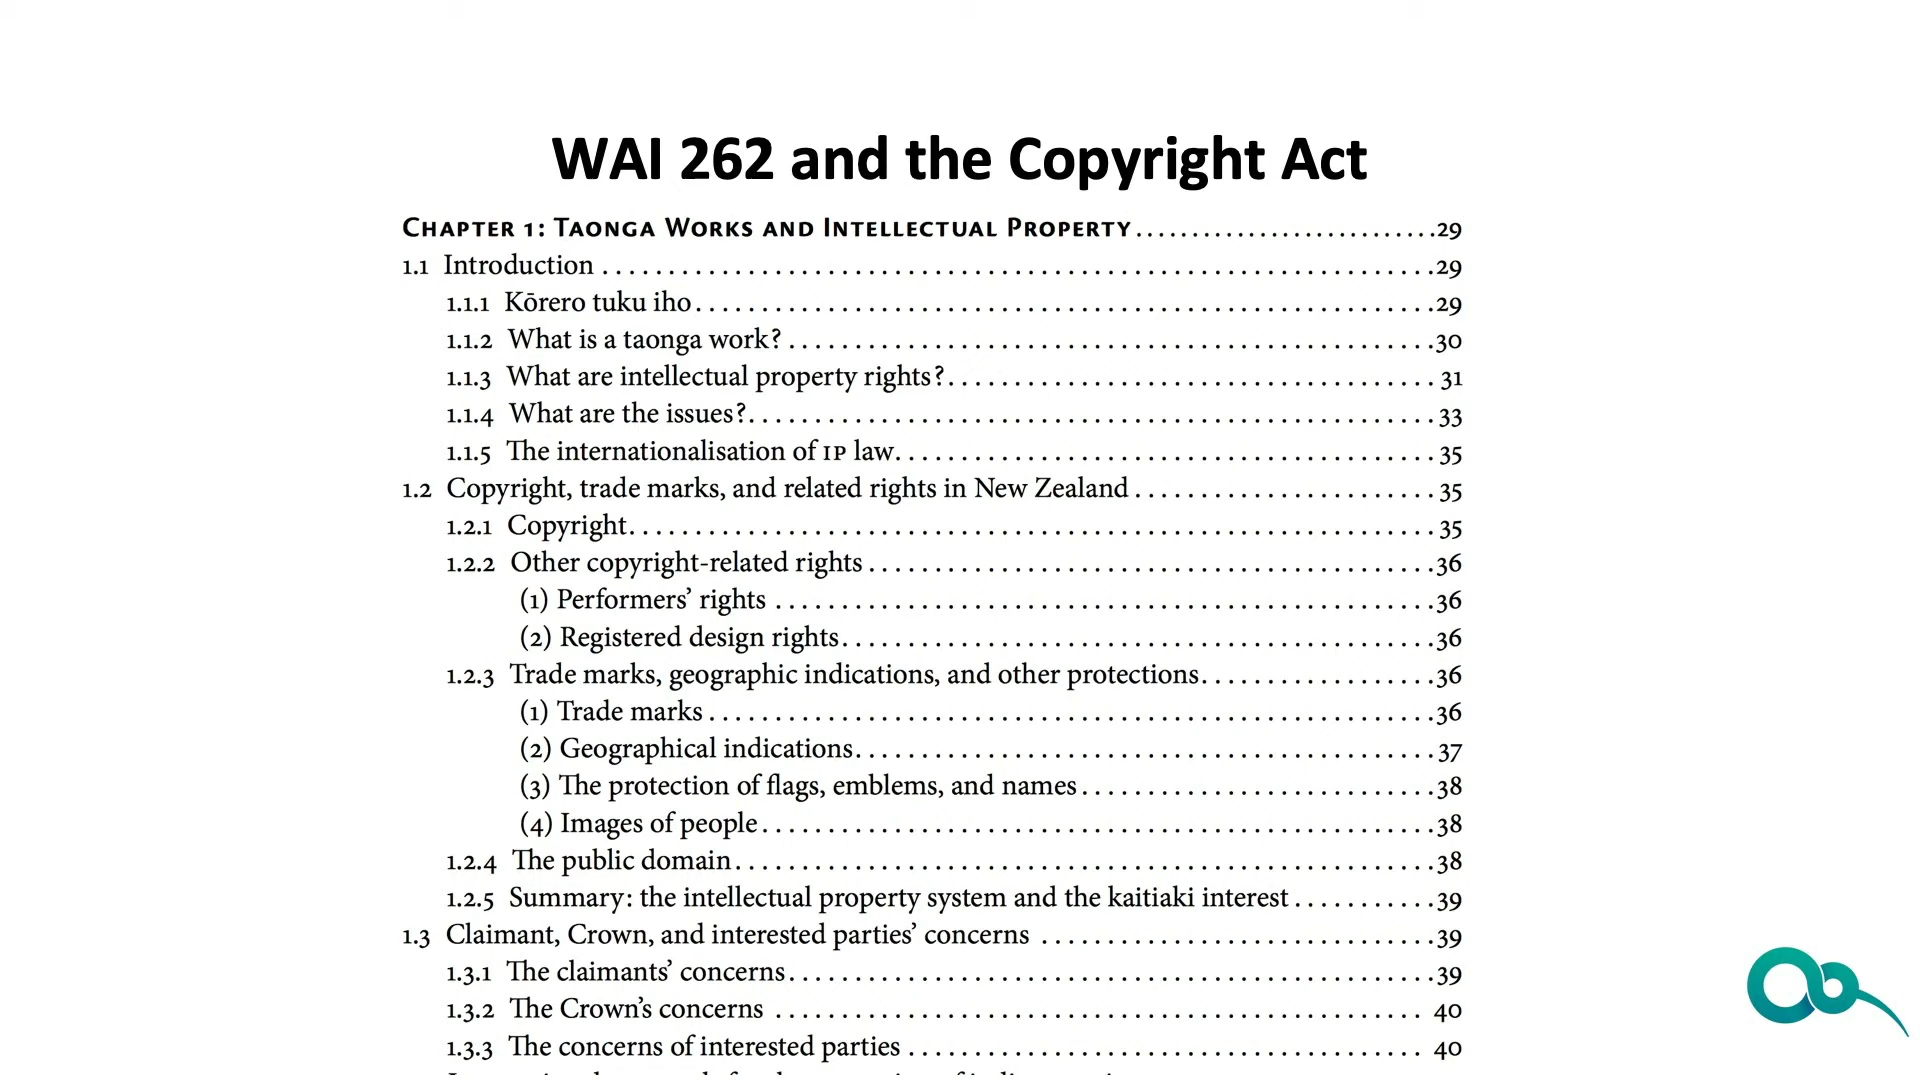 WAI 262 and the Copyright Act
CHAPTER 1: TAONGA WORKS AND INTELLECTUAL PROPERTY..........................29
1.1 Introduction ...............................................................29
1.1.1 Kōrero tuku iho........................................................29
1.1.2 What is a taonga work? .................................................30
1.1.3 What are intellectual property rights?..................................... 31
1.1.4 What are the issues?....................................................33
1.1.5 The internationalisation of IP law.........................................35
1.2 Copyright, trade marks, and related rights in New Zealand .......................35
1.2.1 Copyright.............................................................35
1.2.2 Other copyright-related rights ...........................................36
(1) Performers’ rights ..................................................36
(2) Registered design rights.............................................36
1.2.3 Trade marks, geographic indications, and other protections..................36
(1) Trade marks .......................................................36
(2) Geographical indications............................................37
(3) The protection of flags, emblems, and names...........................38
(4) Images of people...................................................38
1.2.4 The public domain.....................................................38
1.2.5 Summary: the intellectual property system and the kaitiaki interest ...........39
1.3 Claimant, Crown, and interested parties’ concerns ..............................39
1.3.1 The claimants’ concerns.................................................39
1.3.2 The Crown’s concerns .................................................. 40
1.3.3 The concerns of interested parties ....................................... 40